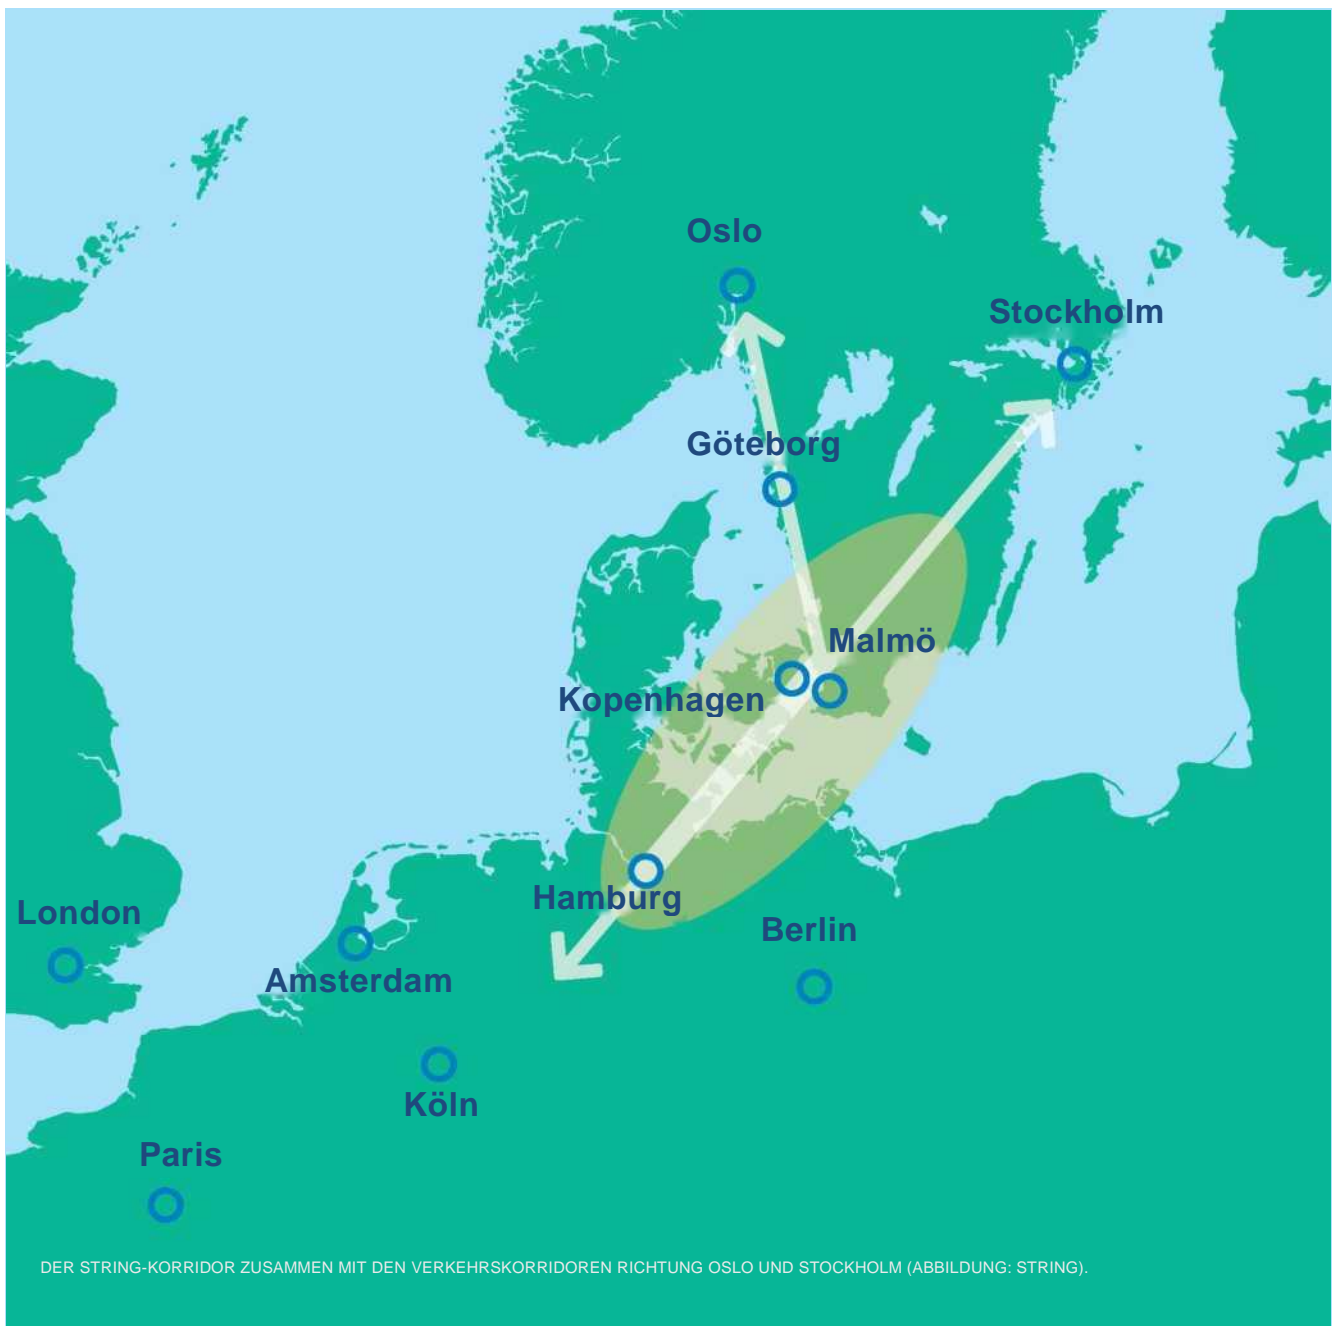 Oslo
Stockholm
Göteborg
Malmö
Kopenhagen
Hamburg
London
Berlin
Amsterdam
Köln
Paris
DER STRING-KORRIDOR ZUSAMMEN MIT DEN VERKEHRSKORRIDOREN RICHTUNG OSLO UND STOCKHOLM (ABBILDUNG: STRING).